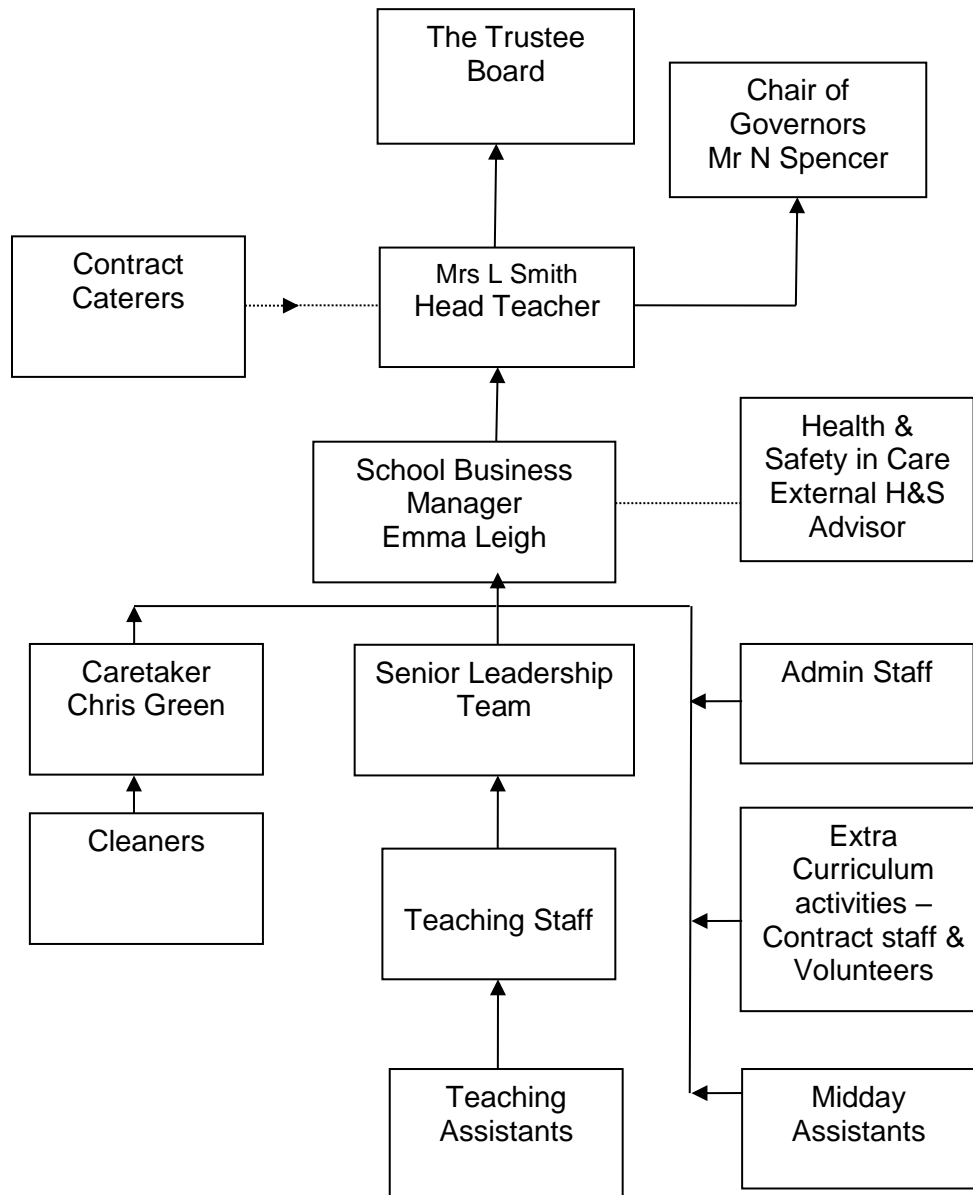 The Trustee
Board
Chair of
Governors
Mr N Spencer
Contract
Caterers
Mrs L Smith
Head Teacher
School Business
Manager
Emma Leigh
Health &
Safety in Care
External H&S
Advisor
Caretaker
Chris Green
Senior Leadership
Team
Admin Staff
Cleaners
Teaching Staff
Extra
Curriculum
activities –
Contract staff &
Volunteers
Teaching
Assistants
Midday
Assistants